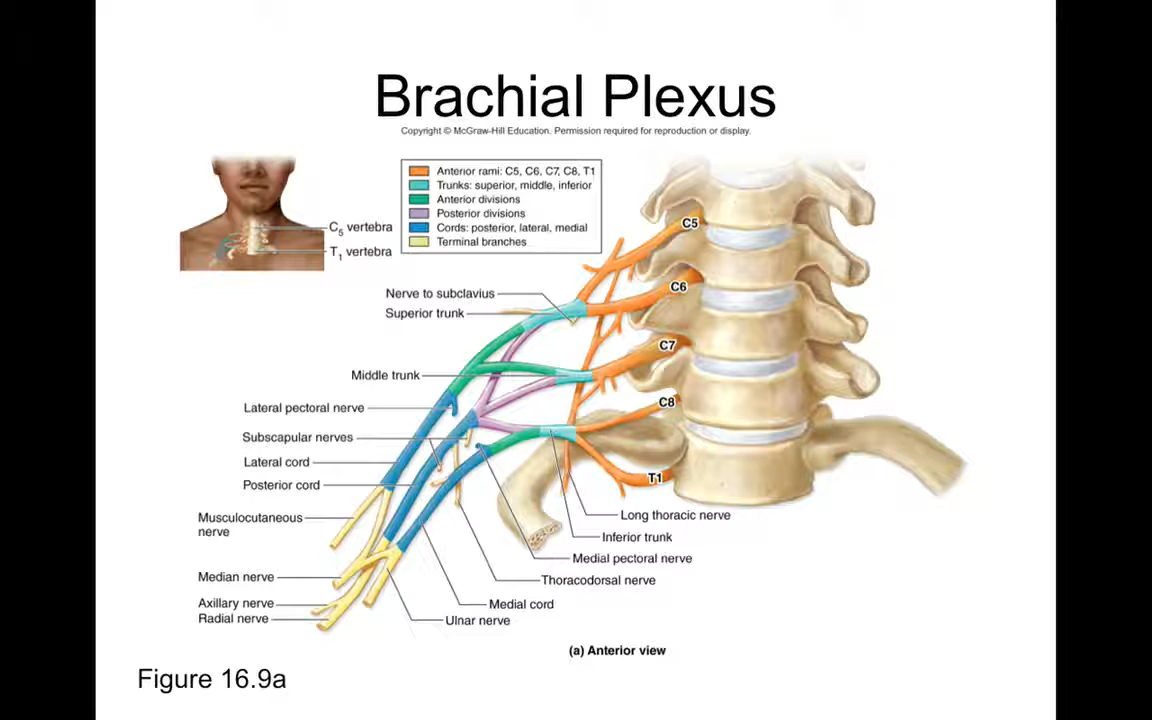 Brachial Plexus
Copyright © McGraw-Hill Education. Permission required for reproduction or display.
Anterior rami: C5, C6, C7, C8, T1
Trunks: superior, middle, inferior
Anterior divisions
Posterior divisions
Cords: posterior, lateral, medial
Terminal branches
C5 vertebra
T1 vertebra
C5
C6
C7
C8
T1
Nerve to subclavius
Superior trunk
Middle trunk
Lateral pectoral nerve
Subscapular nerves
Lateral cord
Posterior cord
Musculocutaneous
nerve
Median nerve
Axillary nerve
Radial nerve
Long thoracic nerve
Inferior trunk
Medial pectoral nerve
Thoracodorsal nerve
Medial cord
Ulnar nerve
(a) Anterior view
Figure 16.9a